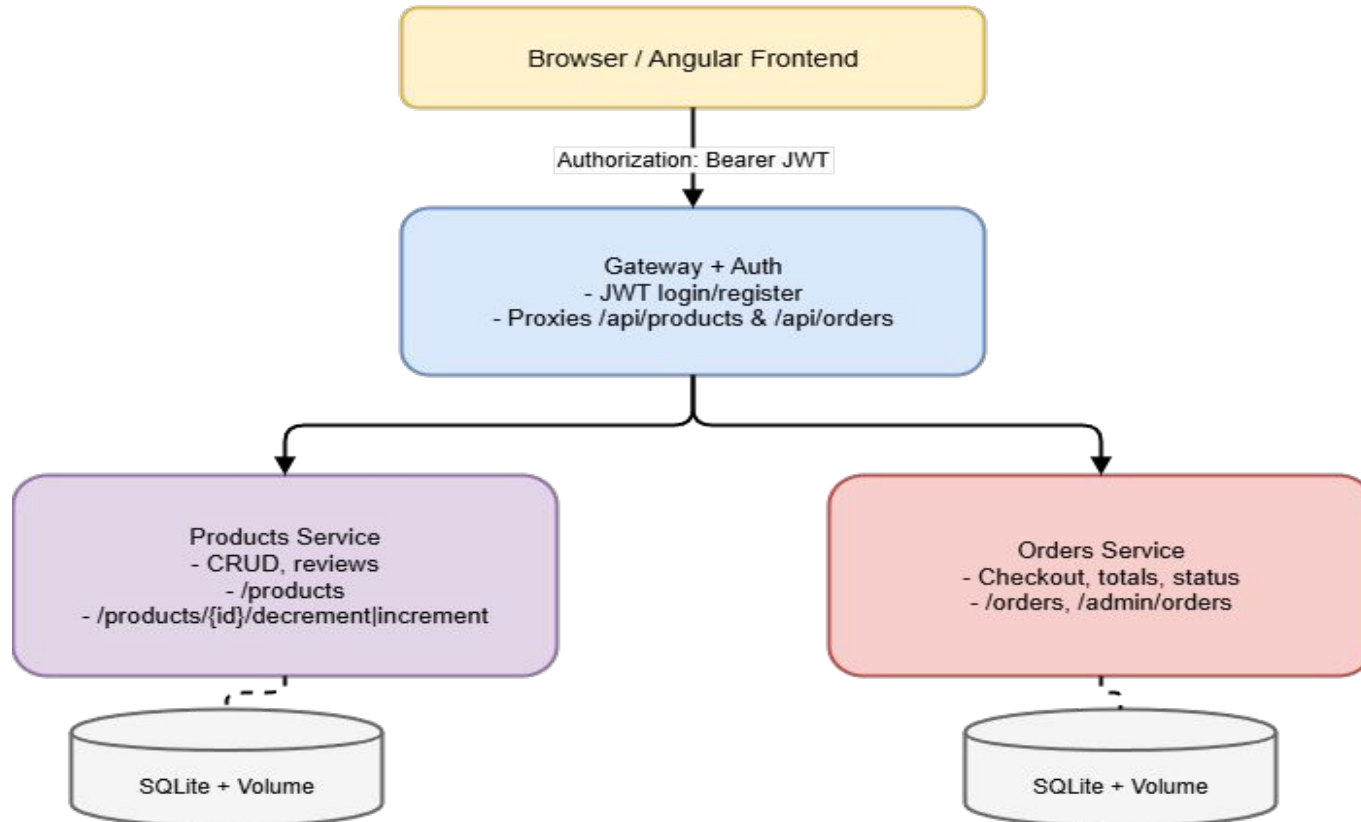 Browser / Angular Frontend
Authorization: Bearer JWT
Gateway + Auth
- JWT login/register
- Proxies /api/products & /api/orders
Products Service
- CRUD, reviews
- /products
- /products/{id}/decrement|increment
Orders Service
- Checkout, totals, status
- /orders, /admin/orders
SQLite + Volume
SQLite + Volume